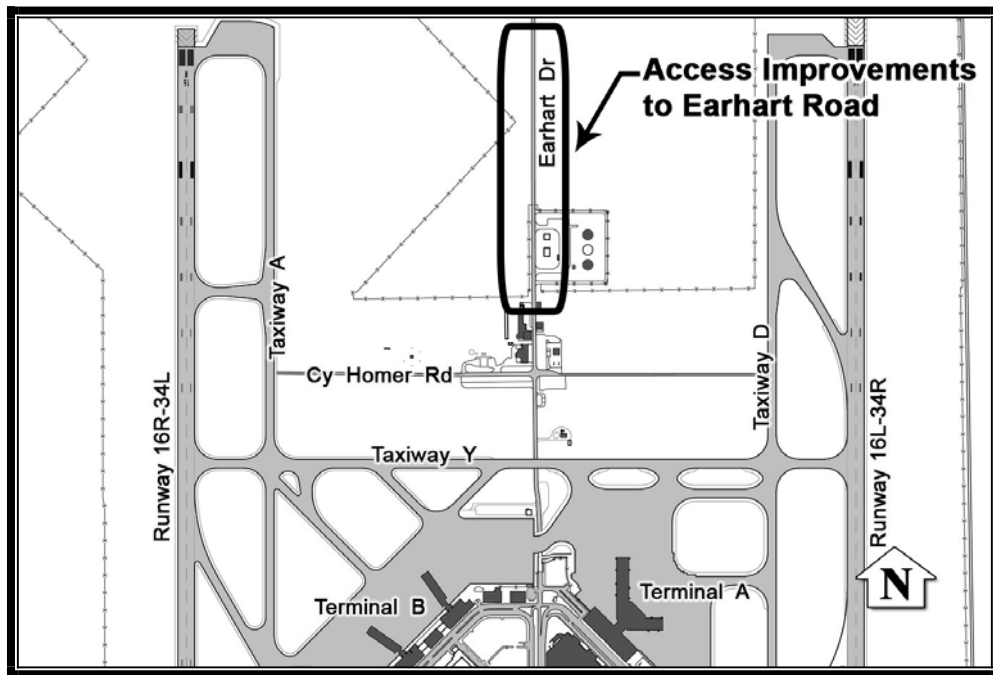 Earhart Dr
Access Improvements
to Earhart Road
Taxiway A
Cy Homer Rd
Taxiway D
Runway 16R-34L
Runway 16L-34R
Taxiway Y
N
Terminal B
Terminal A